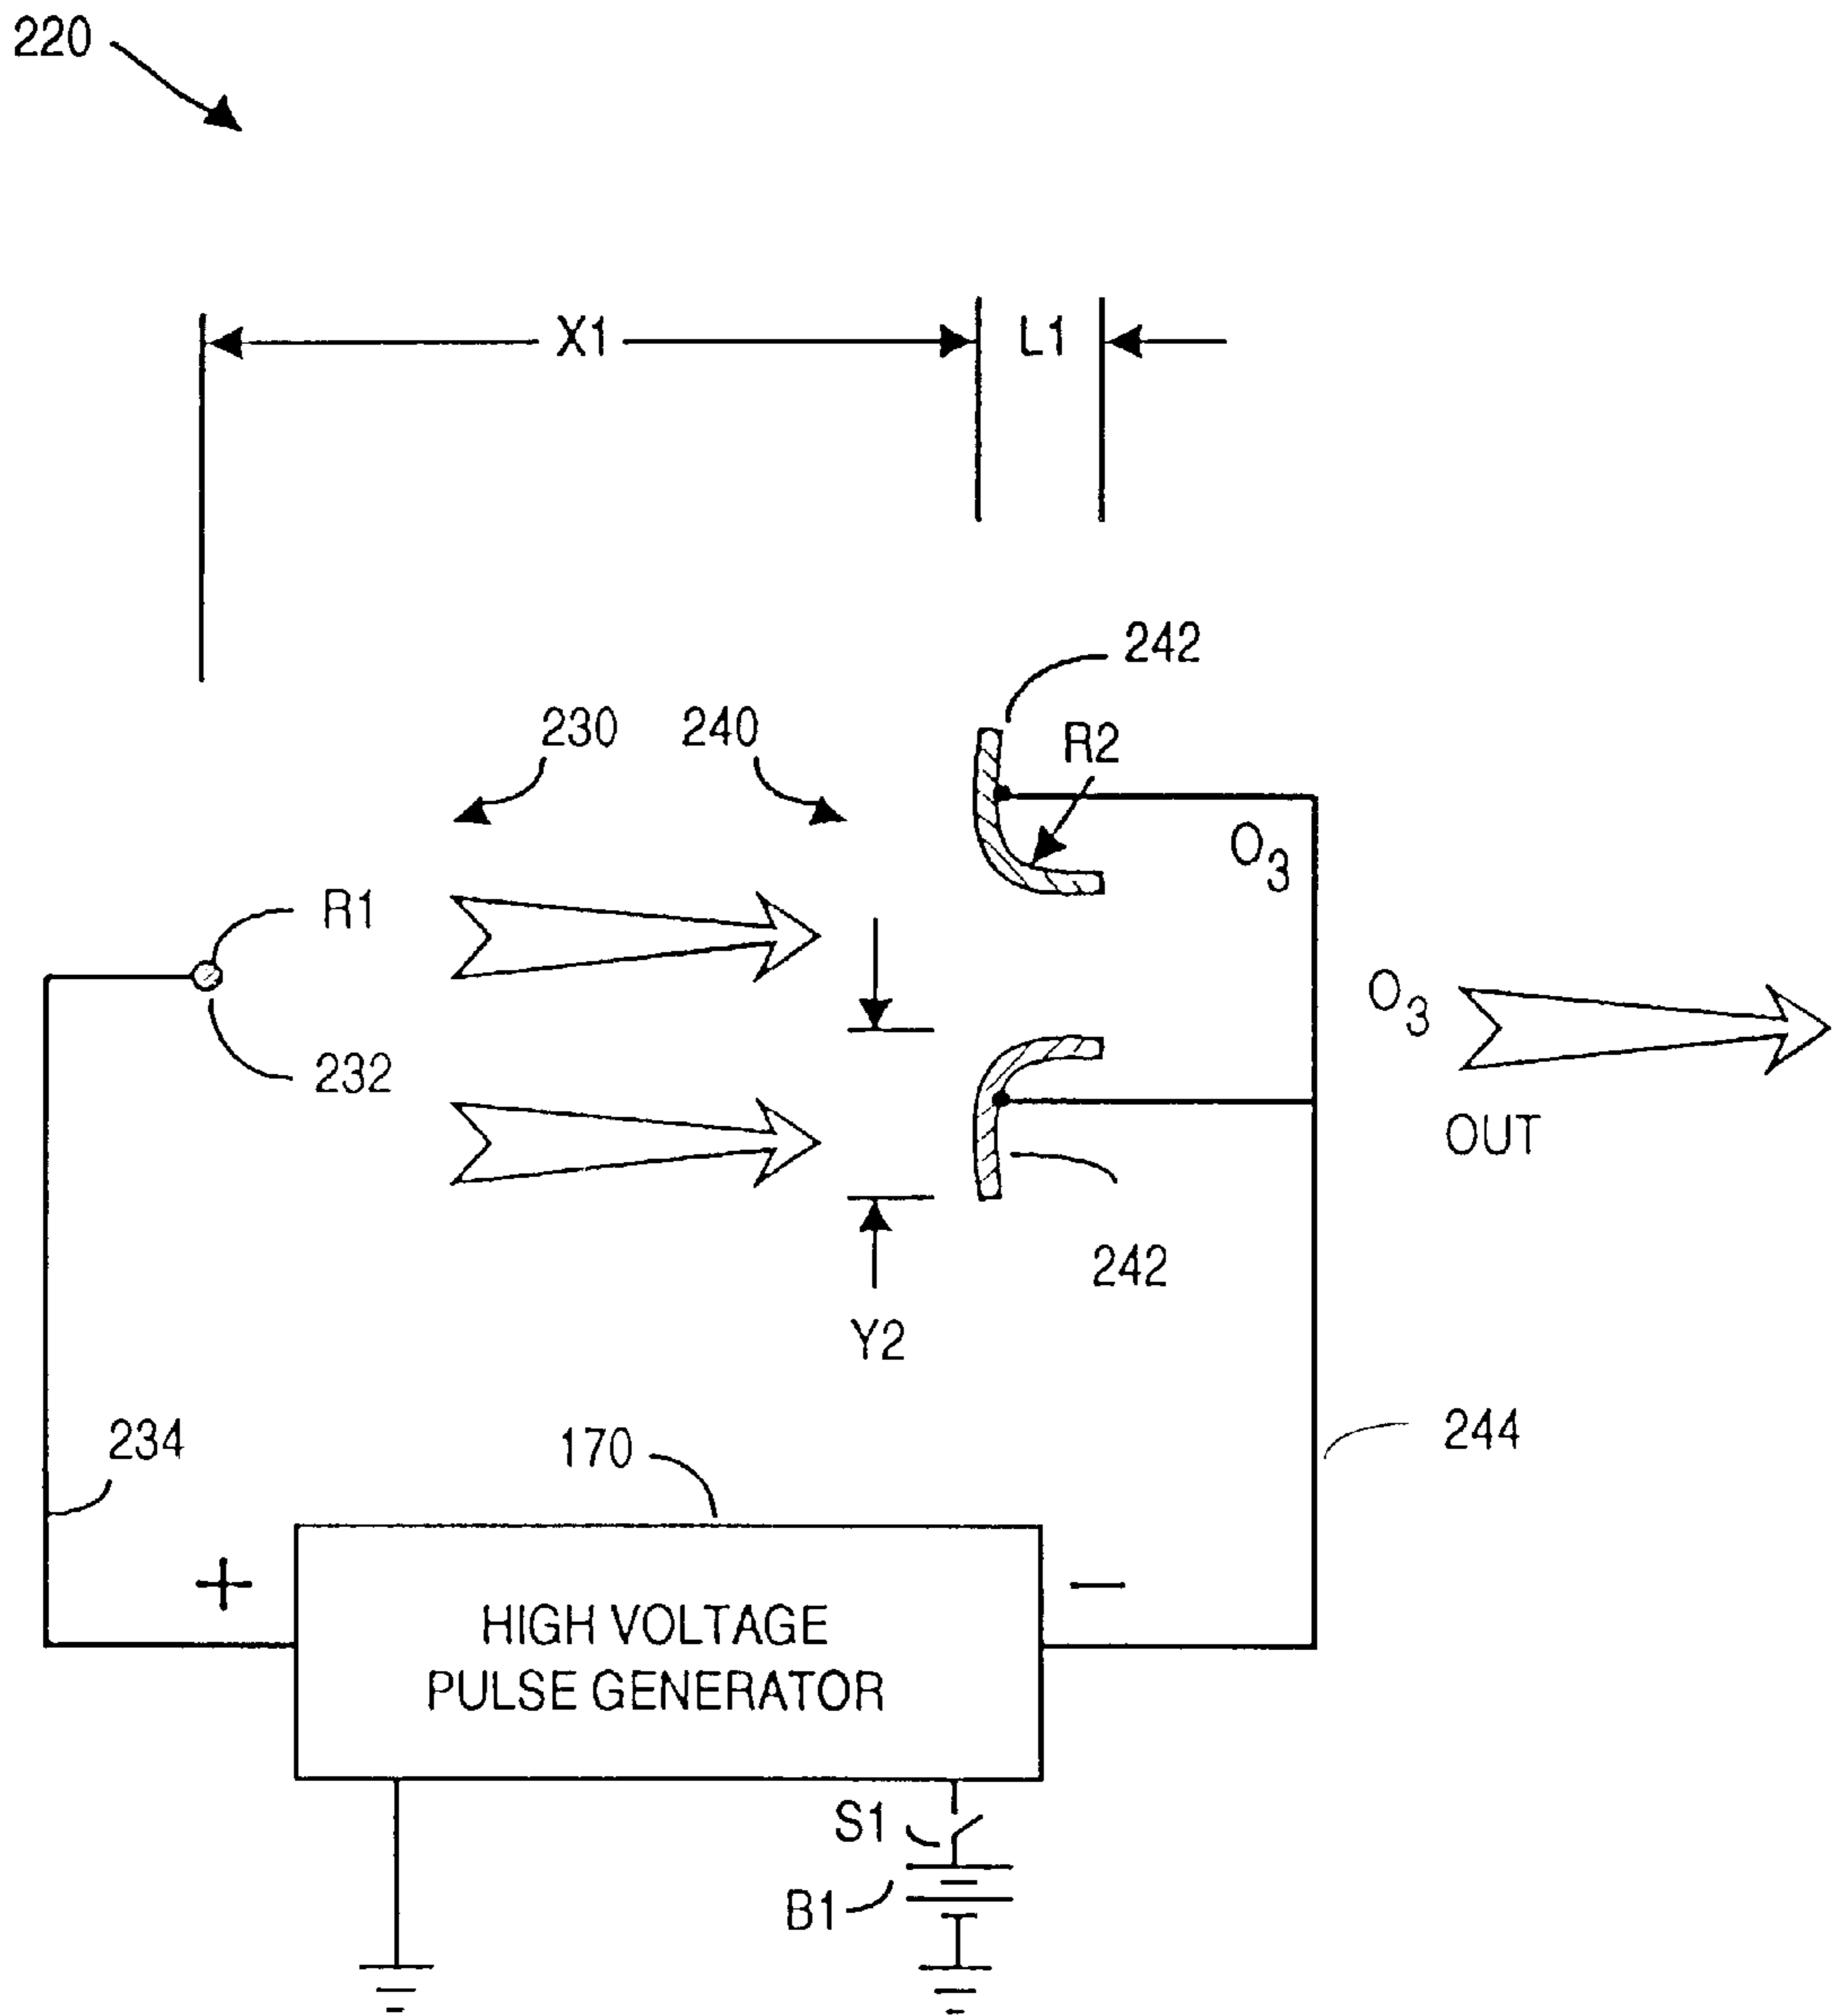 220
X1
L1
242
230
240
R2
O3
R1
O3
232
OUT
242
Y2
234
170
244
+
−
HIGH VOLTAGE
PULSE GENERATOR
S1
B1